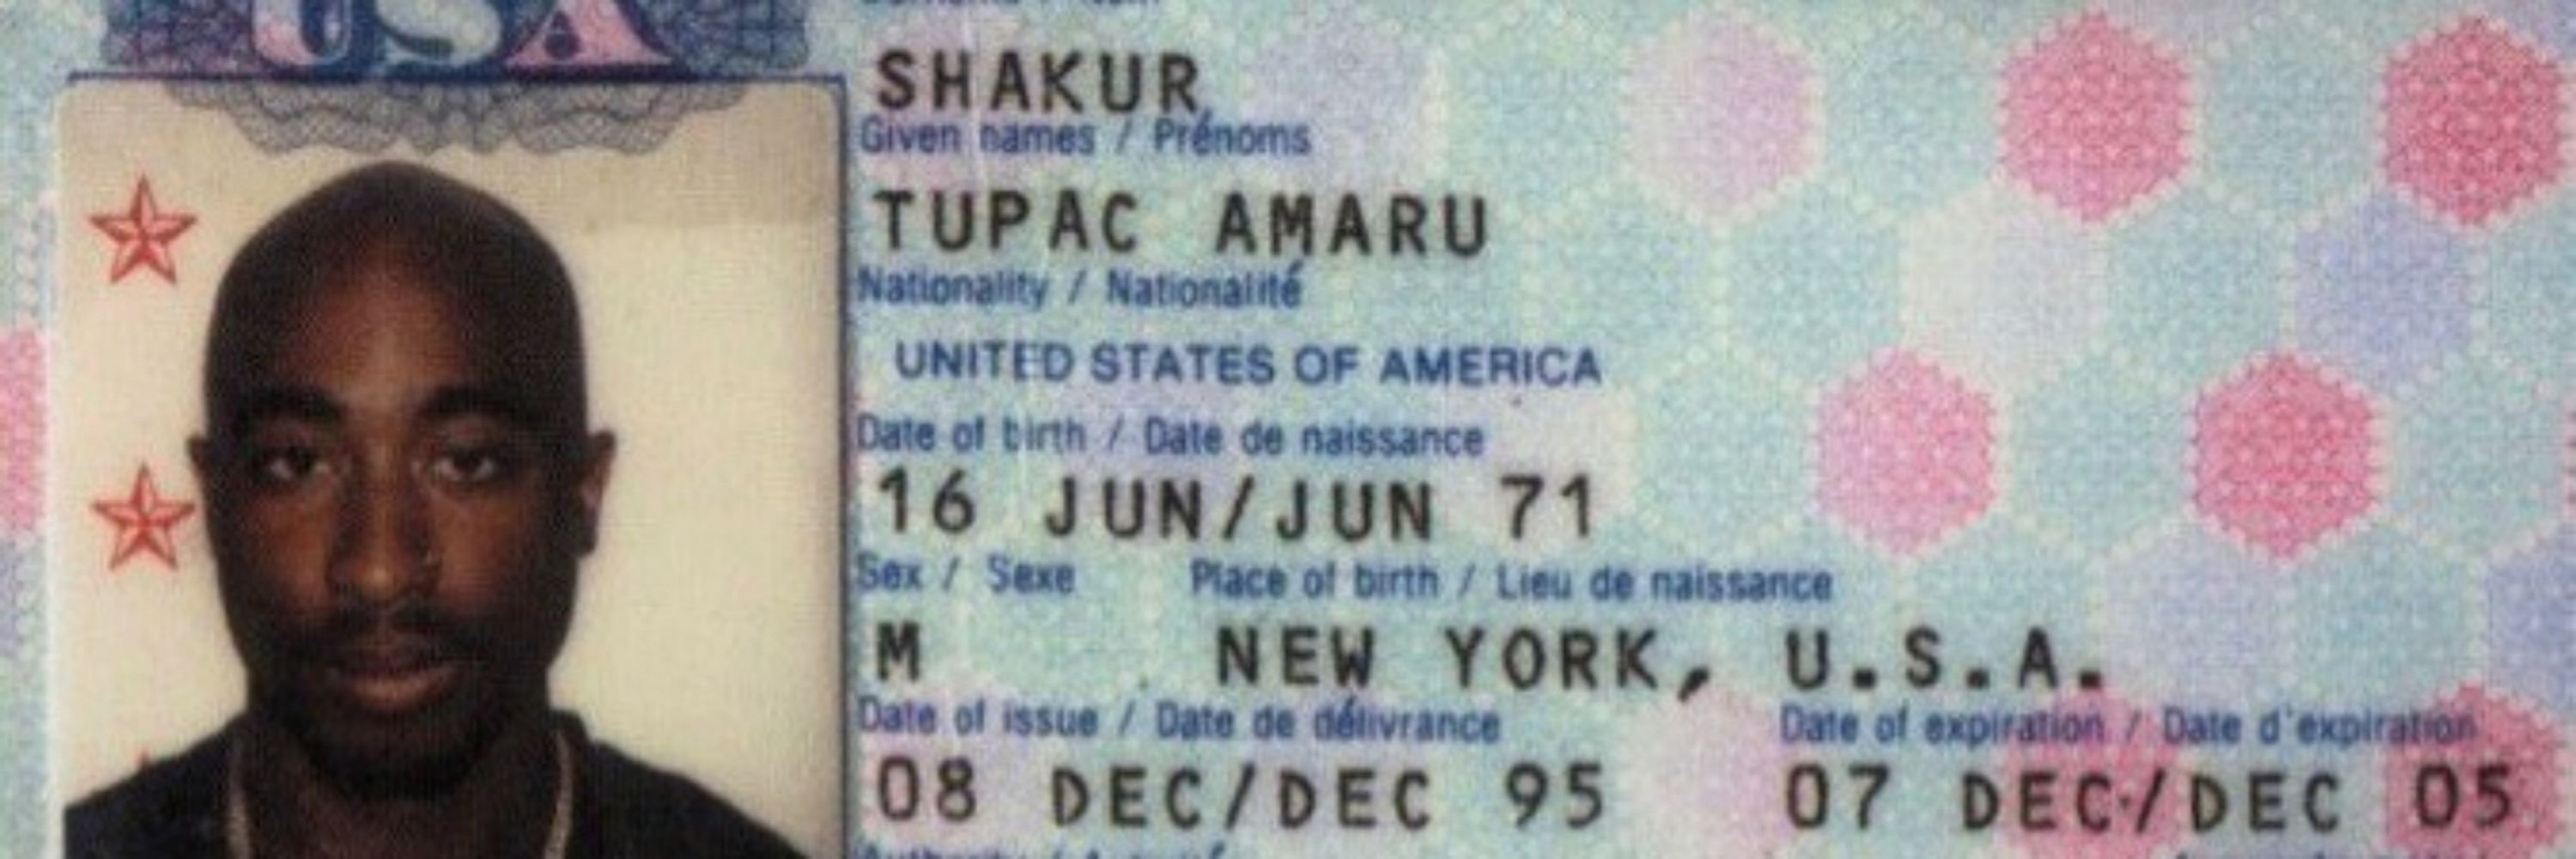 USA
SHAKUR
Given names / Prénoms
TUPAC AMARU
Nationality / Nationalité
UNITED STATES OF AMERICA
Date of birth / Date de naissance
16 JUN/JUN 71
Sex / Sexe Place of birth / Lieu de naissance
M NEW YORK, U.S.A.
Date of issue / Date de délivrance Date of expiration / Date d'expiration
08 DEC/DEC 95 07 DEC/DEC 05